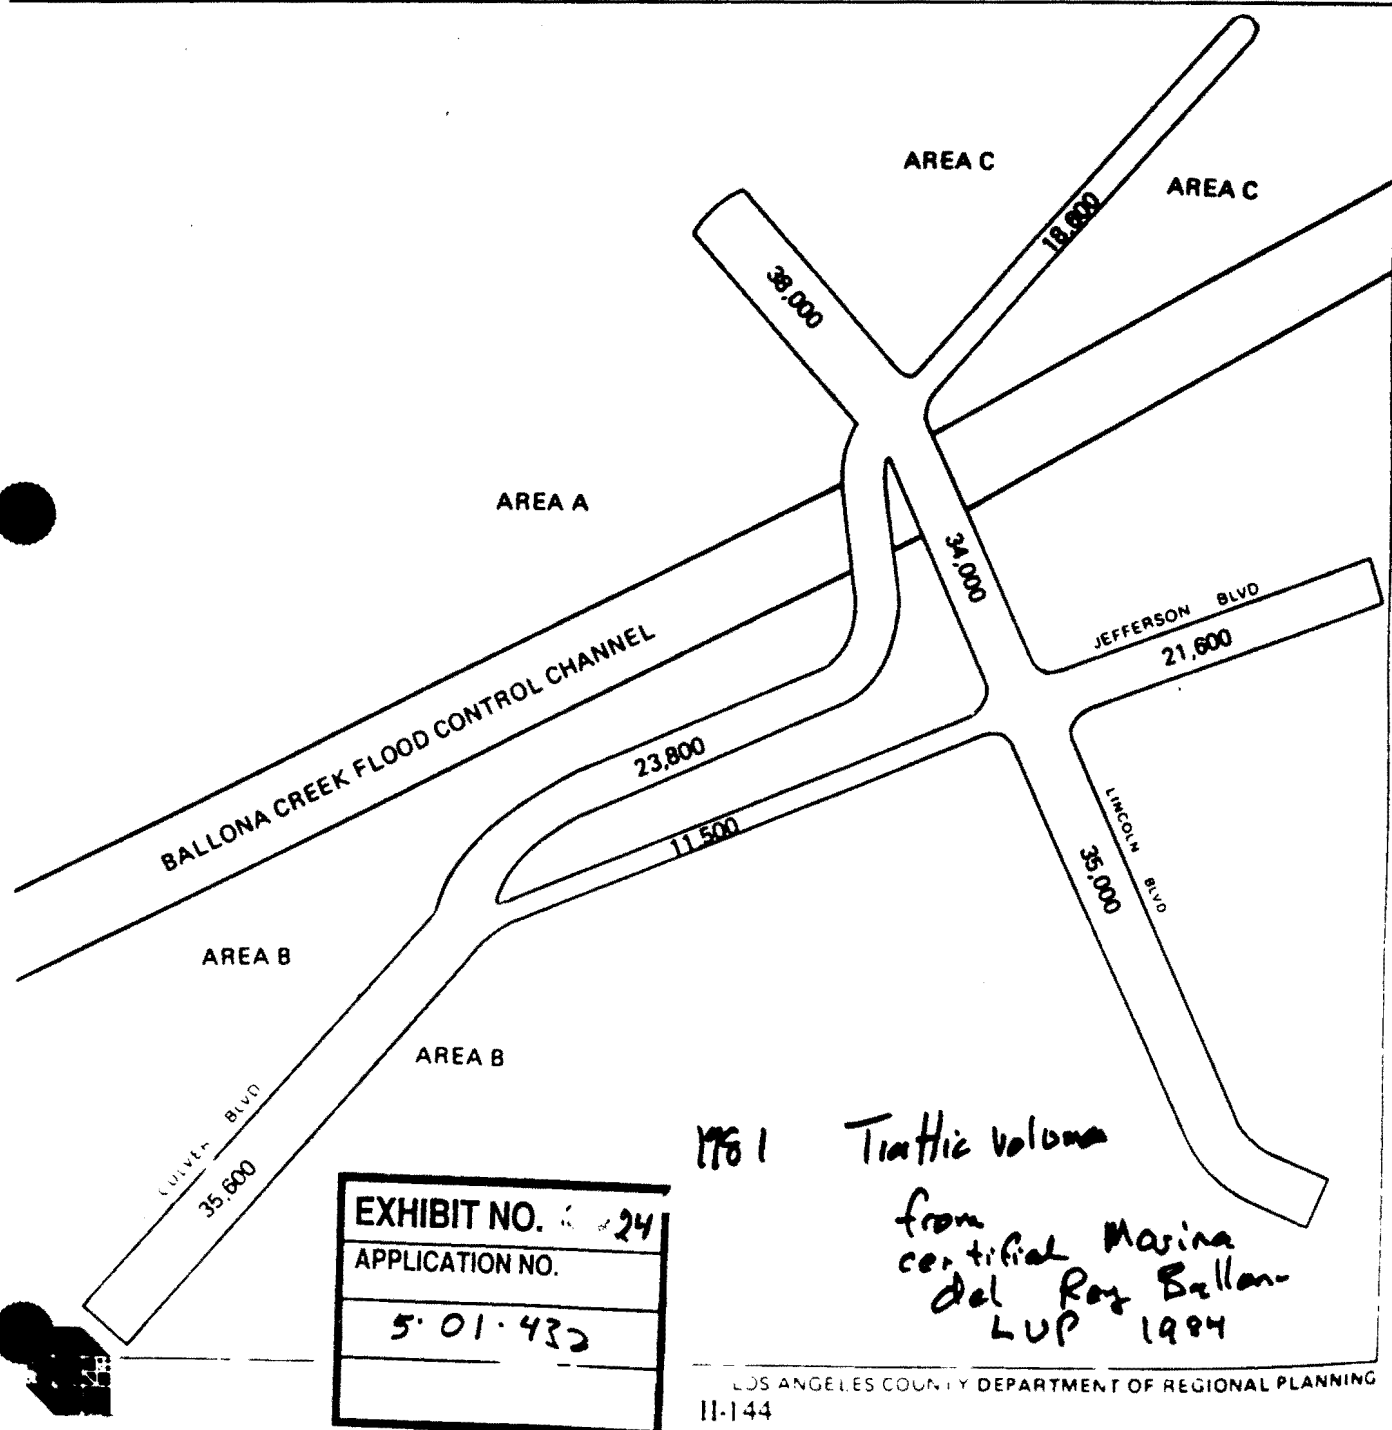 AREA C
AREA C
18,600
38,000
AREA A
34,000
JEFFERSON BLVD
21,600
BALLONA CREEK FLOOD CONTROL CHANNEL
23,800
11,500
LINCOLN BLVD
35,000
AREA B
AREA B
CULVER BLVD
35,600
1981 Traffic volume
from
certified Marina
del Rey Ballona
LUP 1984
EXHIBIT NO. 24
APPLICATION NO.
5·01·432
LOS ANGELES COUNTY DEPARTMENT OF REGIONAL PLANNING
II-144